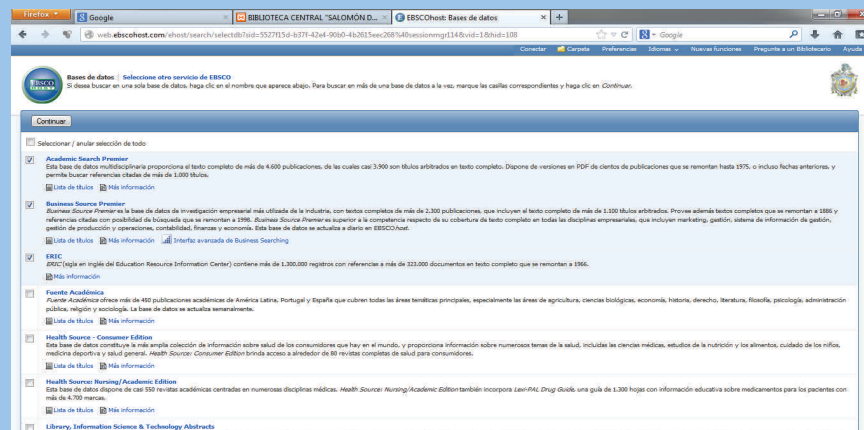 Firefox
Google
BIBLIOTECA CENTRAL "SALOMÓN D...
EBSCOhost: Bases de datos
web.ebscohost.com/ehost/search/selectdb?sid=5527f15d-b37f-42e4-90b0-4b2615eec268%40sessionmgr114&vid=1&hid=108
Google
Conectar Carpeta Preferencias Idiomas Nuevas funciones Pregunte a un Bibliotecario Ayuda
EBSCO HOST
Bases de datos | Seleccione otro servicio de EBSCO
Si desea buscar en una sola base de datos, haga clic en el nombre que aparece abajo. Para buscar en más de una base de datos a la vez, marque las casillas correspondientes y haga clic en Continuar.
Continuar
Seleccionar / anular selección de todo
Academic Search Premier
Esta base de datos multidisciplinaria proporciona el texto completo de más de 4.600 publicaciones, de las cuales casi 3.900 son títulos arbitrados en texto completo. Dispone de versiones en PDF de cientos de publicaciones que se remontan hasta 1975, o incluso fechas anteriores, y
permite buscar referencias citadas de más de 1.000 títulos.
Lista de títulos Más información
Business Source Premier
Business Source Premier es la base de datos de investigación empresarial más utilizada de la industria, con textos completos de más de 2.300 publicaciones, que incluyen el texto completo de más de 1.100 títulos arbitrados. Provee además textos completos que se remontan a 1886 y
referencias citadas con posibilidad de búsqueda que se remontan a 1998. Business Source Premier es superior a la competencia respecto de su cobertura de texto completo en todas las disciplinas empresariales, que incluyen marketing, gestión, sistema de información de gestión,
gestión de producción y operaciones, contabilidad, finanzas y economía. Esta base de datos se actualiza a diario en EBSCOhost.
Lista de títulos Más información Interfaz avanzada de Business Searching
ERIC
ERIC (sigla en inglés del Education Resource Information Center) contiene más de 1.300.000 registros con referencias a más de 323.000 documentos en texto completo que se remontan a 1966.
Más información
Fuente Académica
Fuente Académica ofrece más de 450 publicaciones académicas de América Latina, Portugal y España que cubren todas las áreas temáticas principales, especialmente las áreas de agricultura, ciencias biológicas, economía, historia, derecho, literatura, filosofía, psicología, administración
pública, religión y sociología. La base de datos se actualiza semanalmente.
Lista de títulos Más información
Health Source - Consumer Edition
Esta base de datos constituye la más amplia colección de información sobre salud de los consumidores que hay en el mundo, y proporciona información sobre numerosos temas de la salud, incluidas las ciencias médicas, estudios de la nutrición y los alimentos, cuidado de los niños,
medicina deportiva y salud general. Health Source: Consumer Edition brinda acceso a alrededor de 80 revistas completas de salud para consumidores.
Lista de títulos Más información
Health Source: Nursing/Academic Edition
Esta base de datos dispone de casi 550 revistas académicas centradas en numerosas disciplinas médicas. Health Source: Nursing/Academic Edition también incorpora Lexi-PAL Drug Guide, una guía de 1.300 hojas con información educativa sobre medicamentos para los pacientes con
más de 4.700 marcas.
Lista de títulos Más información
Library, Information Science & Technology Abstracts